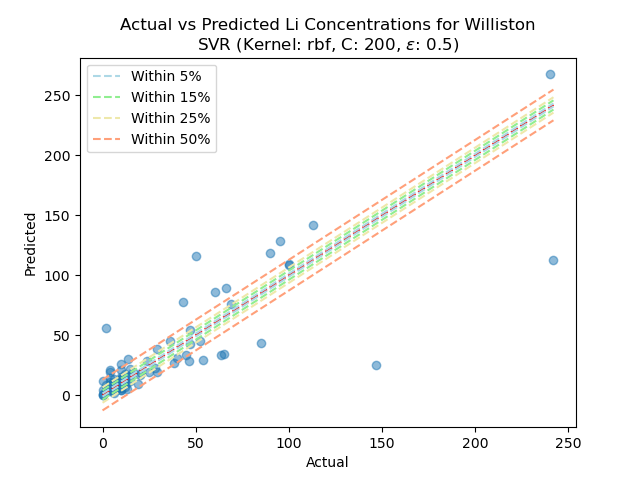 Actual vs Predicted Li Concentrations for Williston
SVR (Kernel: rbf, C: 200, ε: 0.5)
Within 5%
Within 15%
Within 25%
Within 50%
Predicted
250
200
150
100
50
0
0 50 100 150 200 250
Actual